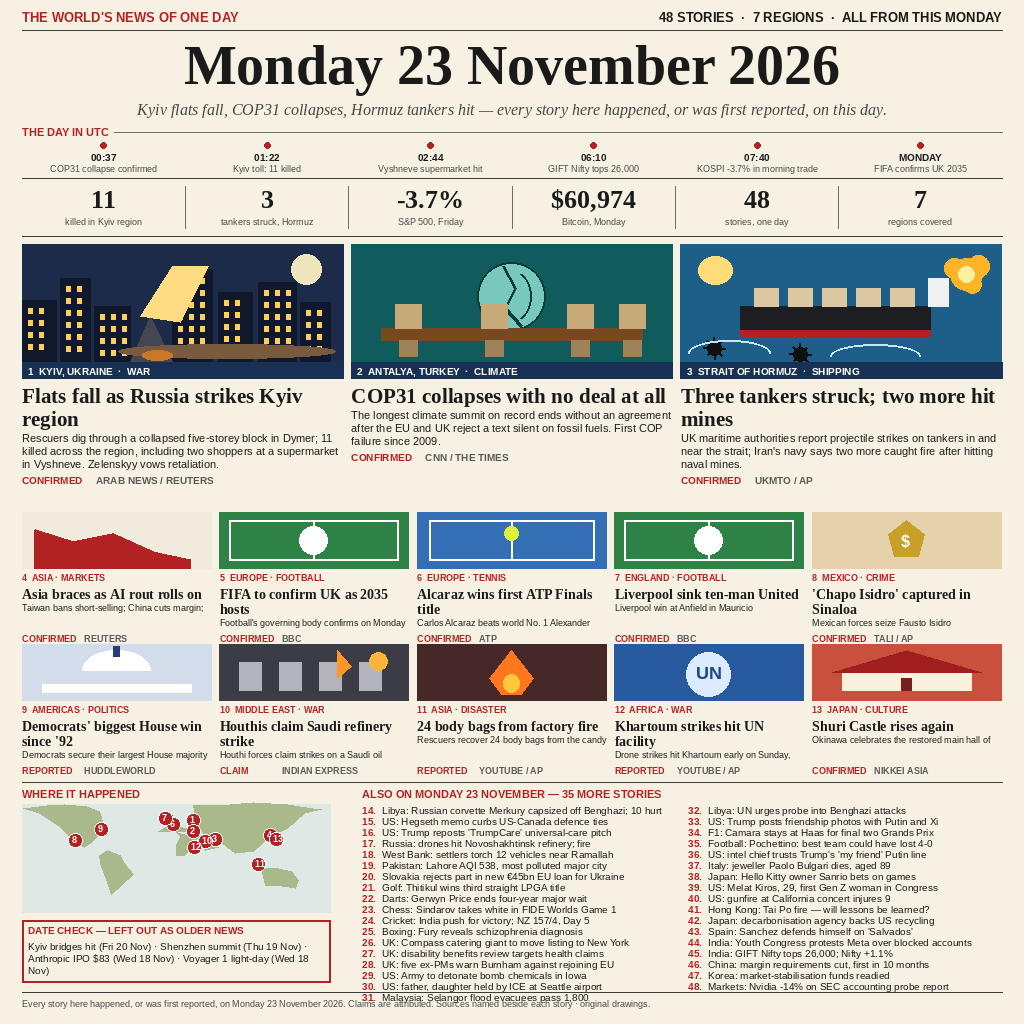 THE WORLD'S NEWS OF ONE DAY
48 STORIES · 7 REGIONS · ALL FROM THIS MONDAY
Monday 23 November 2026
Kyiv flats fall, COP31 collapses, Hormuz tankers hit — every story here happened, or was first reported, on this day.
THE DAY IN UTC
00:37
COP31 collapse confirmed
01:22
Kyiv toll: 11 killed
02:44
Vyshneve supermarket hit
06:10
GIFT Nifty tops 26,000
07:40
KOSPI -3.7% in morning trade
MONDAY
FIFA confirms UK 2035
11
killed in Kyiv region
3
tankers struck, Hormuz
-3.7%
S&P 500, Friday
$60,974
Bitcoin, Monday
48
stories, one day
7
regions covered
1 KYIV, UKRAINE · WAR
Flats fall as Russia strikes Kyiv
region
Rescuers dig through a collapsed five-storey block in Dymer; 11
killed across the region, including two shoppers at a supermarket
in Vyshneve. Zelenskyy vows retaliation.
CONFIRMED ARAB NEWS / REUTERS
2 ANTALYA, TURKEY · CLIMATE
COP31 collapses with no deal at all
The longest climate summit on record ends without an agreement
after the EU and UK reject a text silent on fossil fuels. First COP
failure since 2009.
CONFIRMED CNN / THE TIMES
3 STRAIT OF HORMUZ · SHIPPING
Three tankers struck; two more hit
mines
UK maritime authorities report projectile strikes on tankers in and
near the strait; Iran's navy says two more caught fire after hitting
naval mines.
CONFIRMED UKMTO / AP
4 ASIA · MARKETS
Asia braces as AI rout rolls on
Taiwan bans short-selling; China cuts margin;
CONFIRMED REUTERS
5 EUROPE · FOOTBALL
FIFA to confirm UK as 2035
hosts
Football's governing body confirms on Monday
CONFIRMED BBC
6 EUROPE · TENNIS
Alcaraz wins first ATP Finals
title
Carlos Alcaraz beats world No. 1 Alexander
CONFIRMED ATP
7 ENGLAND · FOOTBALL
Liverpool sink ten-man United
Liverpool win at Anfield in Mauricio
CONFIRMED BBC
8 MEXICO · CRIME
$
'Chapo Isidro' captured in
Sinaloa
Mexican forces seize Fausto Isidro
CONFIRMED TALI / AP
9 AMERICAS · POLITICS
Democrats' biggest House win
since '92
Democrats secure their largest House majority
REPORTED HUDDLEWORLD
10 MIDDLE EAST · WAR
Houthis claim Saudi refinery
strike
Houthi forces claim strikes on a Saudi oil
CLAIM INDIAN EXPRESS
11 ASIA · DISASTER
24 body bags from factory fire
Rescuers recover 24 body bags from the candy
REPORTED YOUTUBE / AP
UN
12 AFRICA · WAR
Khartoum strikes hit UN
facility
Drone strikes hit Khartoum early on Sunday,
REPORTED YOUTUBE / AP
13 JAPAN · CULTURE
Shuri Castle rises again
Okinawa celebrates the restored main hall of
CONFIRMED NIKKEI ASIA
WHERE IT HAPPENED
8
9
7
1
2
12
10
3
13
11
DATE CHECK — LEFT OUT AS OLDER NEWS
Kyiv bridges hit (Fri 20 Nov) · Shenzhen summit (Thu 19 Nov) ·
Anthropic IPO $83 (Wed 18 Nov) · Voyager 1 light-day (Wed 18
Nov)
ALSO ON MONDAY 23 NOVEMBER — 35 MORE STORIES
14. Libya: Russian corvette Merkury capsized off Benghazi; 10 hurt
15. US: Hegseth memo curbs US-Canada defence ties
16. US: Trump reposts 'TrumpCare' universal-care pitch
17. Russia: drones hit Novoshakhtinsk refinery; fire
18. West Bank: settlers torch 12 vehicles near Ramallah
19. Pakistan: Lahore AQI 538, most polluted major city
20. Slovakia rejects part in new €45bn EU loan for Ukraine
21. Golf: Thitikul wins third straight LPGA title
22. Darts: Gerwyn Price ends four-year major wait
23. Chess: Sindarov takes white in FIDE Worlds Game 1
24. Cricket: India push for victory; NZ 157/4, Day 5
25. Boxing: Fury reveals schizophrenia diagnosis
26. UK: Compass catering giant to move listing to New York
27. UK: disability benefits review targets health claims
28. UK: five ex-PMs warn Burnham against rejoining EU
29. US: Army to detonate bomb chemicals in Iowa
30. US: father, daughter held by ICE at Seattle airport
31. Malaysia: Selangor flood evacuees pass 1,800
32. Libya: UN urges probe into Benghazi attacks
33. US: Trump posts friendship photos with Putin and Xi
34. F1: Camara stays at Haas for final two Grands Prix
35. Football: Pochettino: best team could have lost 4-0
36. US: intel chief trusts Trump's 'my friend' Putin line
37. Italy: jeweller Paolo Bulgari dies, aged 89
38. Japan: Hello Kitty owner Sanrio bets on games
39. US: Melat Kiros, 29, first Gen Z woman in Congress
40. US: gunfire at California concert injures 9
41. Hong Kong: Tai Po fire — will lessons be learned?
42. Japan: decarbonisation agency backs US recycling
43. Spain: Sanchez defends himself on 'Salvados'
44. India: Youth Congress protests Meta over blocked accounts
45. India: GIFT Nifty tops 26,000; Nifty +1.1%
46. China: margin requirements cut, first in 10 months
47. Korea: market-stabilisation funds readied
48. Markets: Nvidia -14% on SEC accounting probe report
Every story here happened, or was first reported, on Monday 23 November 2026. Claims are attributed. Sources named beside each story · original drawings.